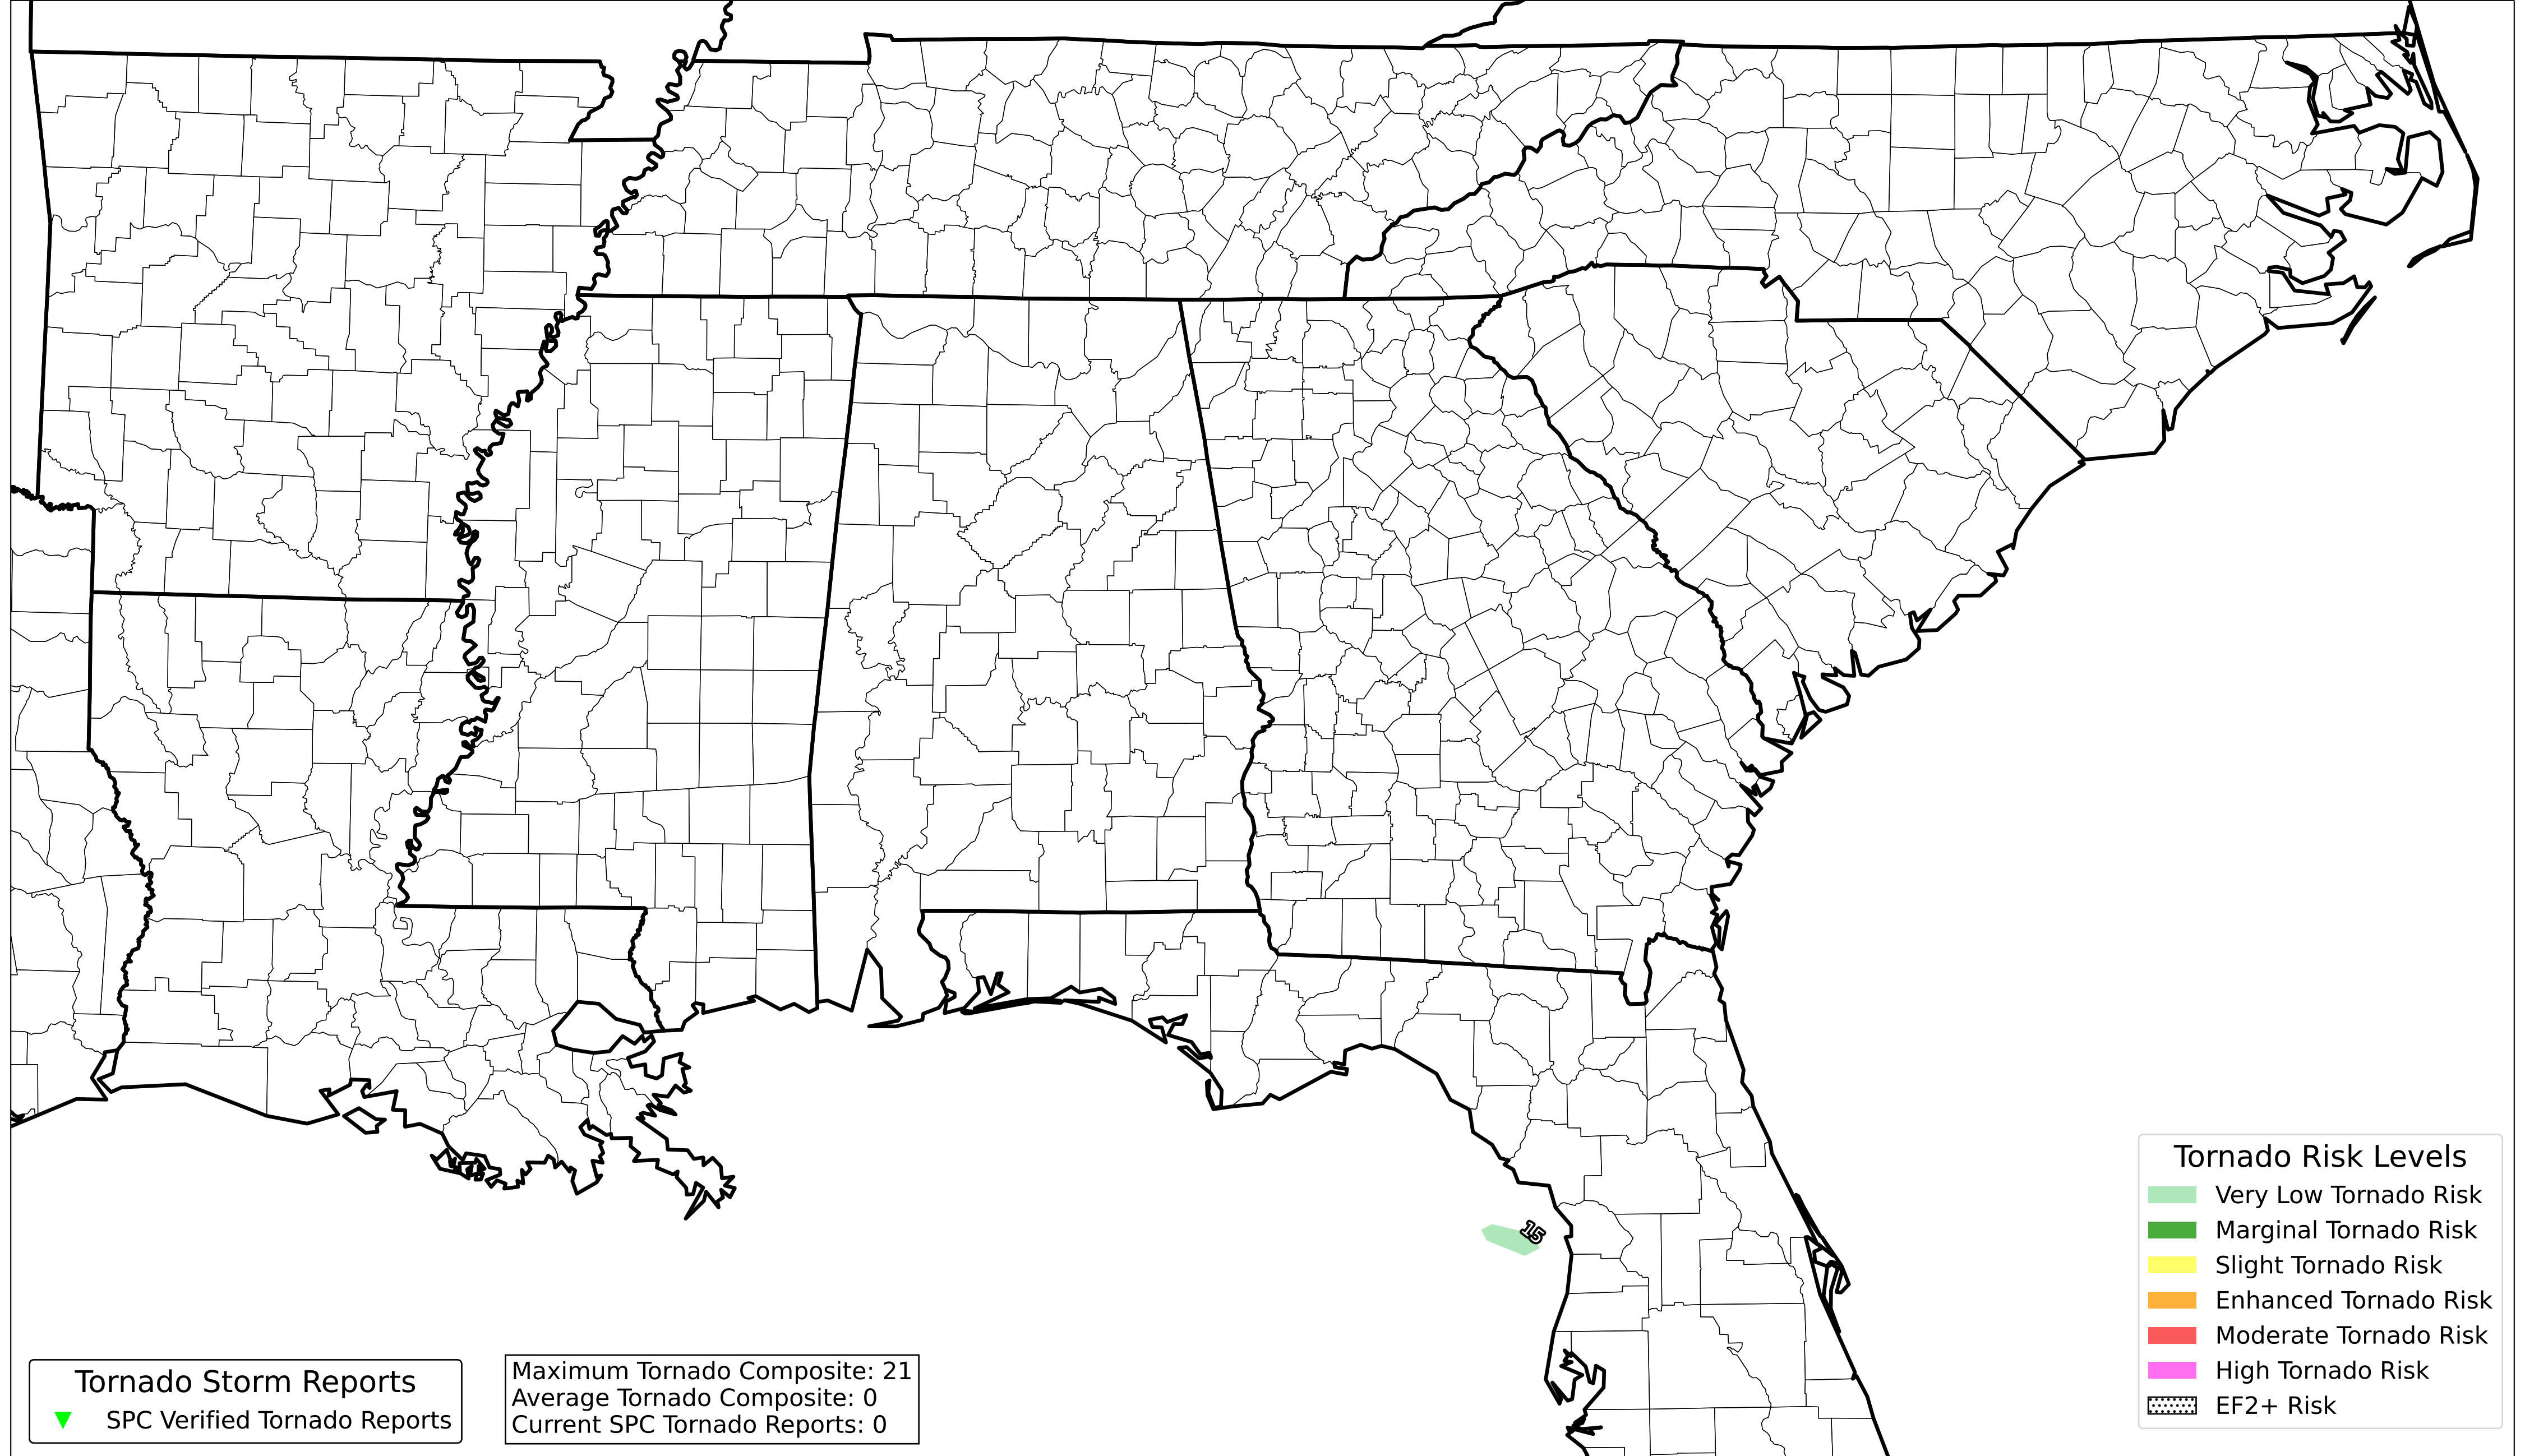 15
Tornado Risk Levels
Very Low Tornado Risk
Marginal Tornado Risk
Slight Tornado Risk
Enhanced Tornado Risk
Moderate Tornado Risk
High Tornado Risk
EF2+ Risk
Tornado Storm Reports
SPC Verified Tornado Reports
Maximum Tornado Composite: 21
Average Tornado Composite: 0
Current SPC Tornado Reports: 0